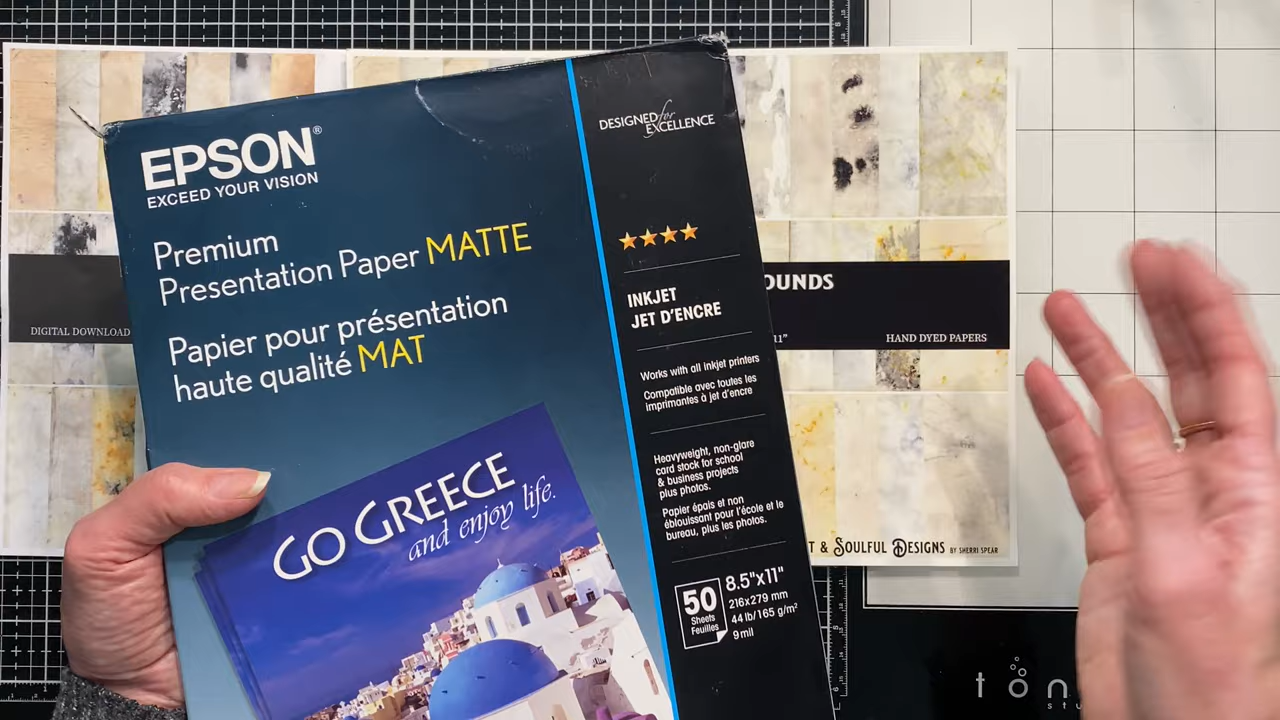 EPSON®
EXCEED YOUR VISION
Premium
Presentation Paper MATTE
Papier pour présentation
haute qualité MAT
GO GREECE
and enjoy life.
DESIGNED for
EXCELLENCE
INKJET
JET D'ENCRE
Works with all inkjet printers
Compatible avec toutes les
imprimantes à jet d'encre
Heavyweight, non-glare
card stock for school
& business projects
plus photos.
Papier épais et non
éblouissant pour l'école et le
bureau, plus les photos.
50
Sheets
Feuilles
8.5"x11"
216x279 mm
44 lb/165 g/m²
9 mil
DIGITAL DOWNLOAD
OUNDS
11"
HAND DYED PAPERS
T & SOULFUL DESIGNS BY SHERRI SPEAR
ton
st